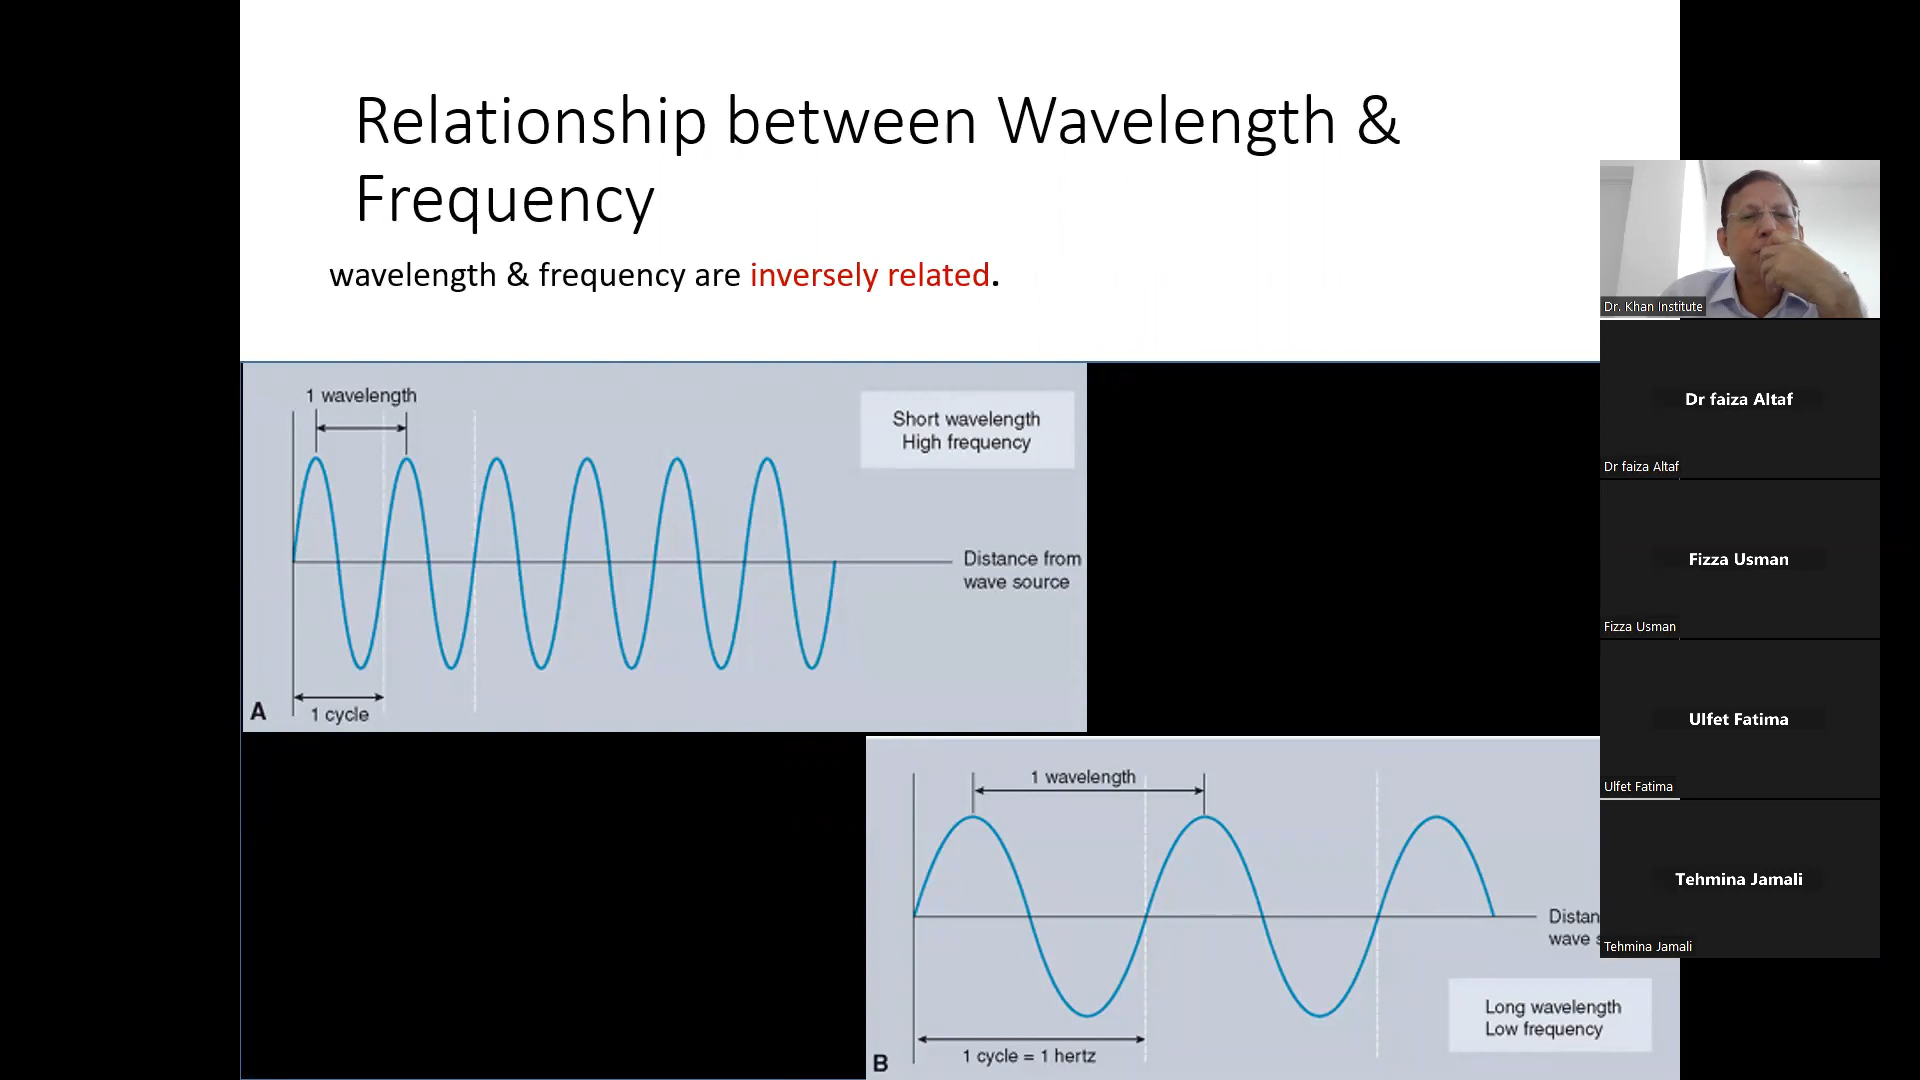 Relationship between Wavelength &
Frequency
wavelength & frequency are inversely related.
1 wavelength
Short wavelength
High frequency
Distance from
wave source
1 cycle
A
1 wavelength
Distan
wave s
Long wavelength
Low frequency
1 cycle = 1 hertz
B
Dr. Khan Institute
Dr faiza Altaf
Dr faiza Altaf
Fizza Usman
Fizza Usman
Ulfet Fatima
Ulfet Fatima
Tehmina Jamali
Tehmina Jamali